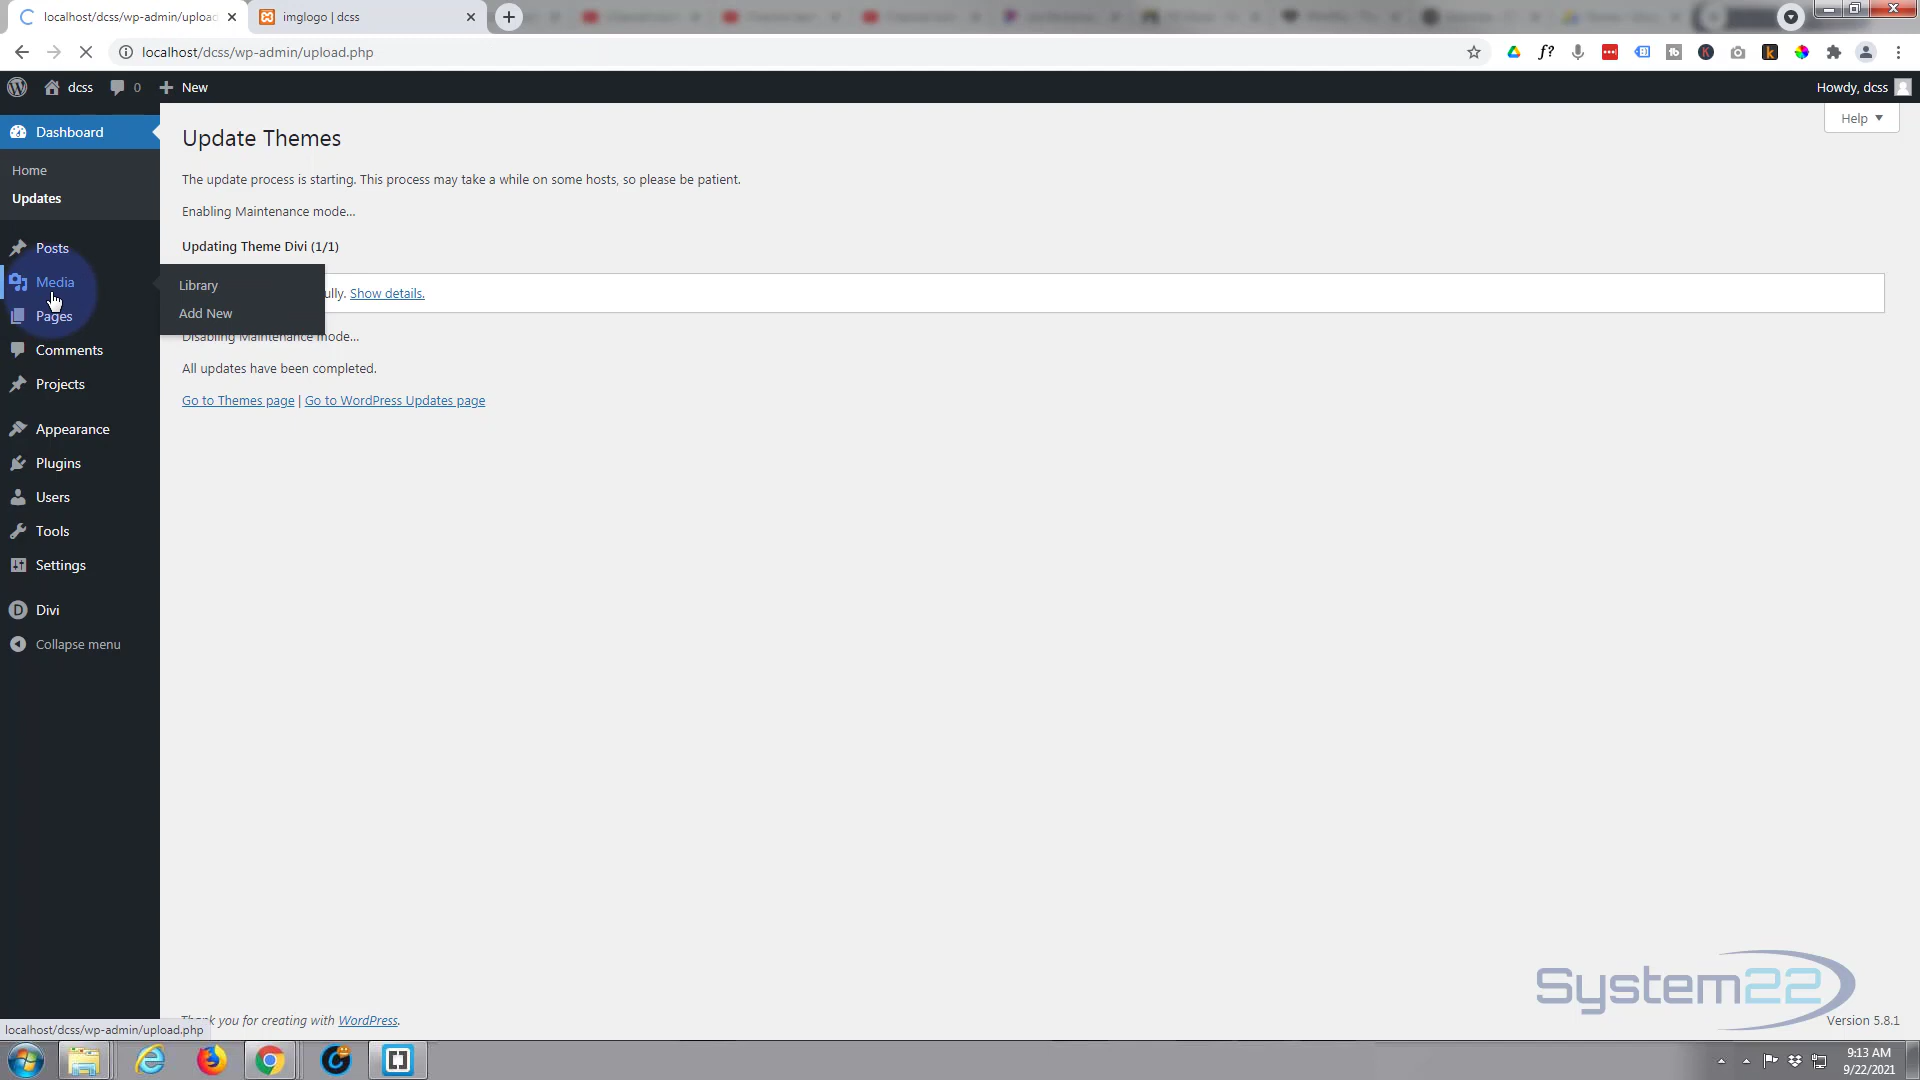 localhost/dcss/wp-admin/upload
imglogo | dcss
localhost/dcss/wp-admin/upload.php
dcss
0
New
Howdy, dcss
Help
Dashboard
Home
Updates
Posts
Media
Library
Add New
Pages
Comments
Projects
Appearance
Plugins
Users
Tools
Settings
Divi
Collapse menu
Update Themes
The update process is starting. This process may take a while on some hosts, so please be patient.
Enabling Maintenance mode...
Updating Theme Divi (1/1)
ully. Show details.
Disabling Maintenance mode...
All updates have been completed.
Go to Themes page | Go to WordPress Updates page
System22
Thank you for creating with WordPress.
Version 5.8.1
localhost/dcss/wp-admin/upload.php
9:13 AM
9/22/2021